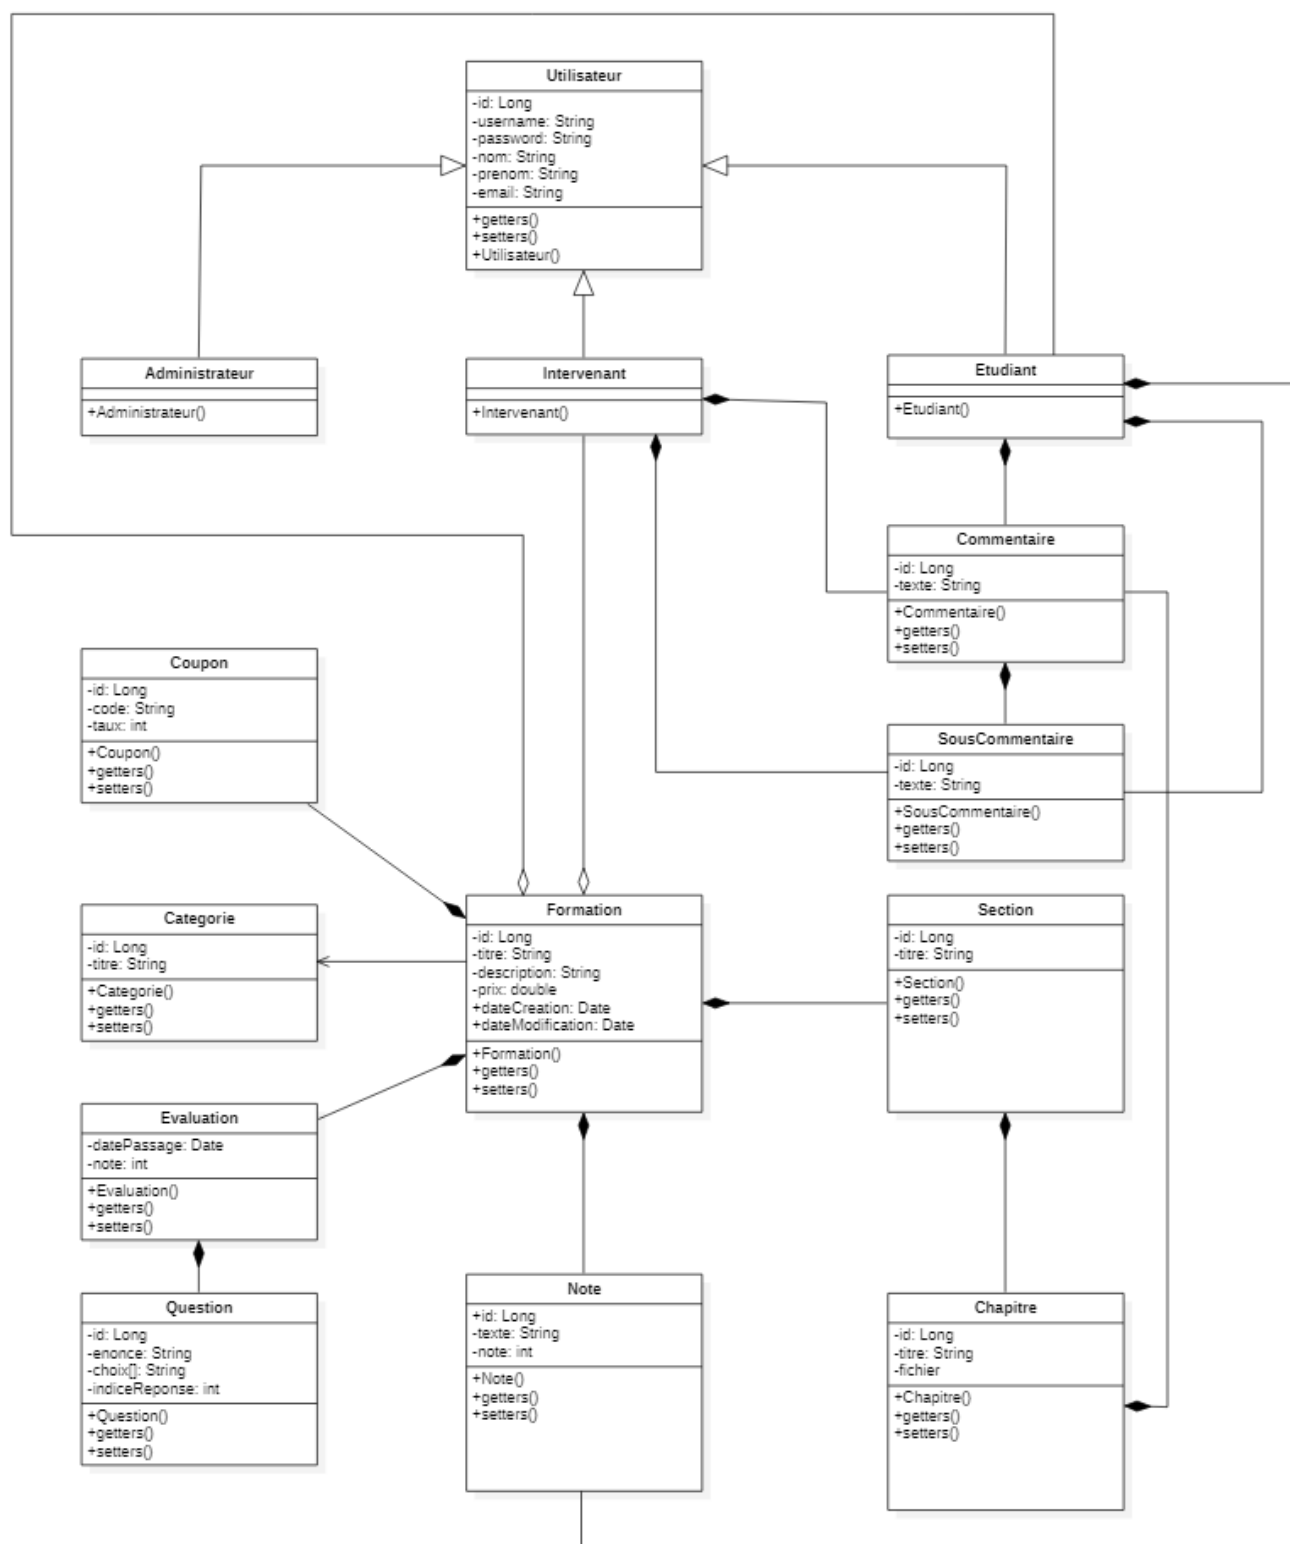 Utilisateur
-id: Long
-username: String
-password: String
-nom: String
-prenom: String
-email: String
+getters()
+setters()
+Utilisateur()
Administrateur
+Administrateur()
Intervenant
+Intervenant()
Etudiant
+Etudiant()
Commentaire
-id: Long
-texte: String
+Commentaire()
+getters()
+setters()
Coupon
-id: Long
-code: String
-taux: int
+Coupon()
+getters()
+setters()
SousCommentaire
-id: Long
-texte: String
+SousCommentaire()
+getters()
+setters()
Categorie
-id: Long
-titre: String
+Categorie()
+getters()
+setters()
Formation
-id: Long
-titre: String
-description: String
-prix: double
+dateCreation: Date
+dateModification: Date
+Formation()
+getters()
+setters()
Section
-id: Long
-titre: String
+Section()
+getters()
+setters()
Evaluation
-datePassage: Date
-note: int
+Evaluation()
+getters()
+setters()
Question
-id: Long
-enonce: String
-choix[]: String
-indiceReponse: int
+Question()
+getters()
+setters()
Note
+id: Long
-texte: String
-note: int
+Note()
+getters()
+setters()
Chapitre
-id: Long
-titre: String
-fichier
+Chapitre()
+getters()
+setters()